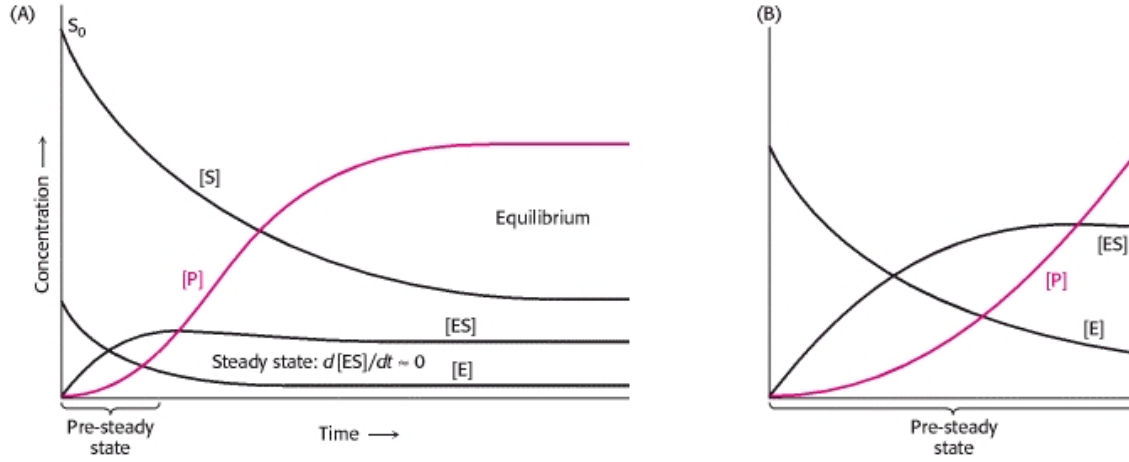 (A)
S₀
[S]
[P]
Equilibrium
[ES]
Steady state: d[ES]/dt ≈ 0
[E]
Concentration →
Pre-steady
state
Time →
(B)
[ES]
[P]
[E]
Pre-steady
state